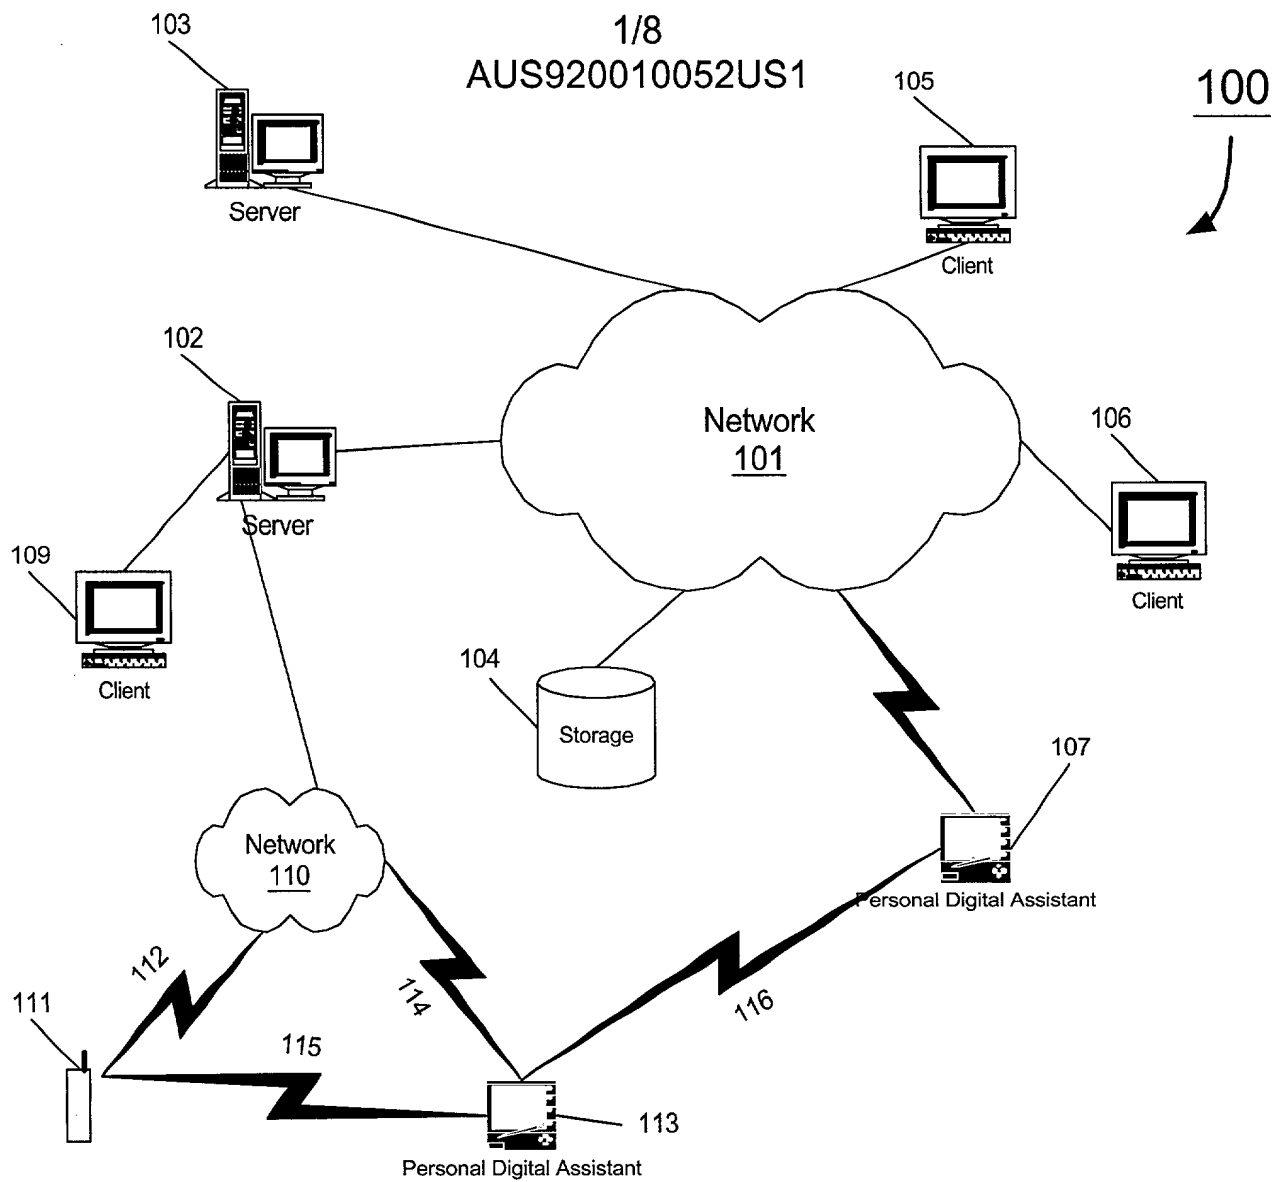 1/8
AUS920010052US1
103
105
100
Server
Client
102
Network
101
106
Server
109
Client
Client
104
Storage
107
Network
110
Personal Digital Assistant
112
114
116
111
115
113
Personal Digital Assistant